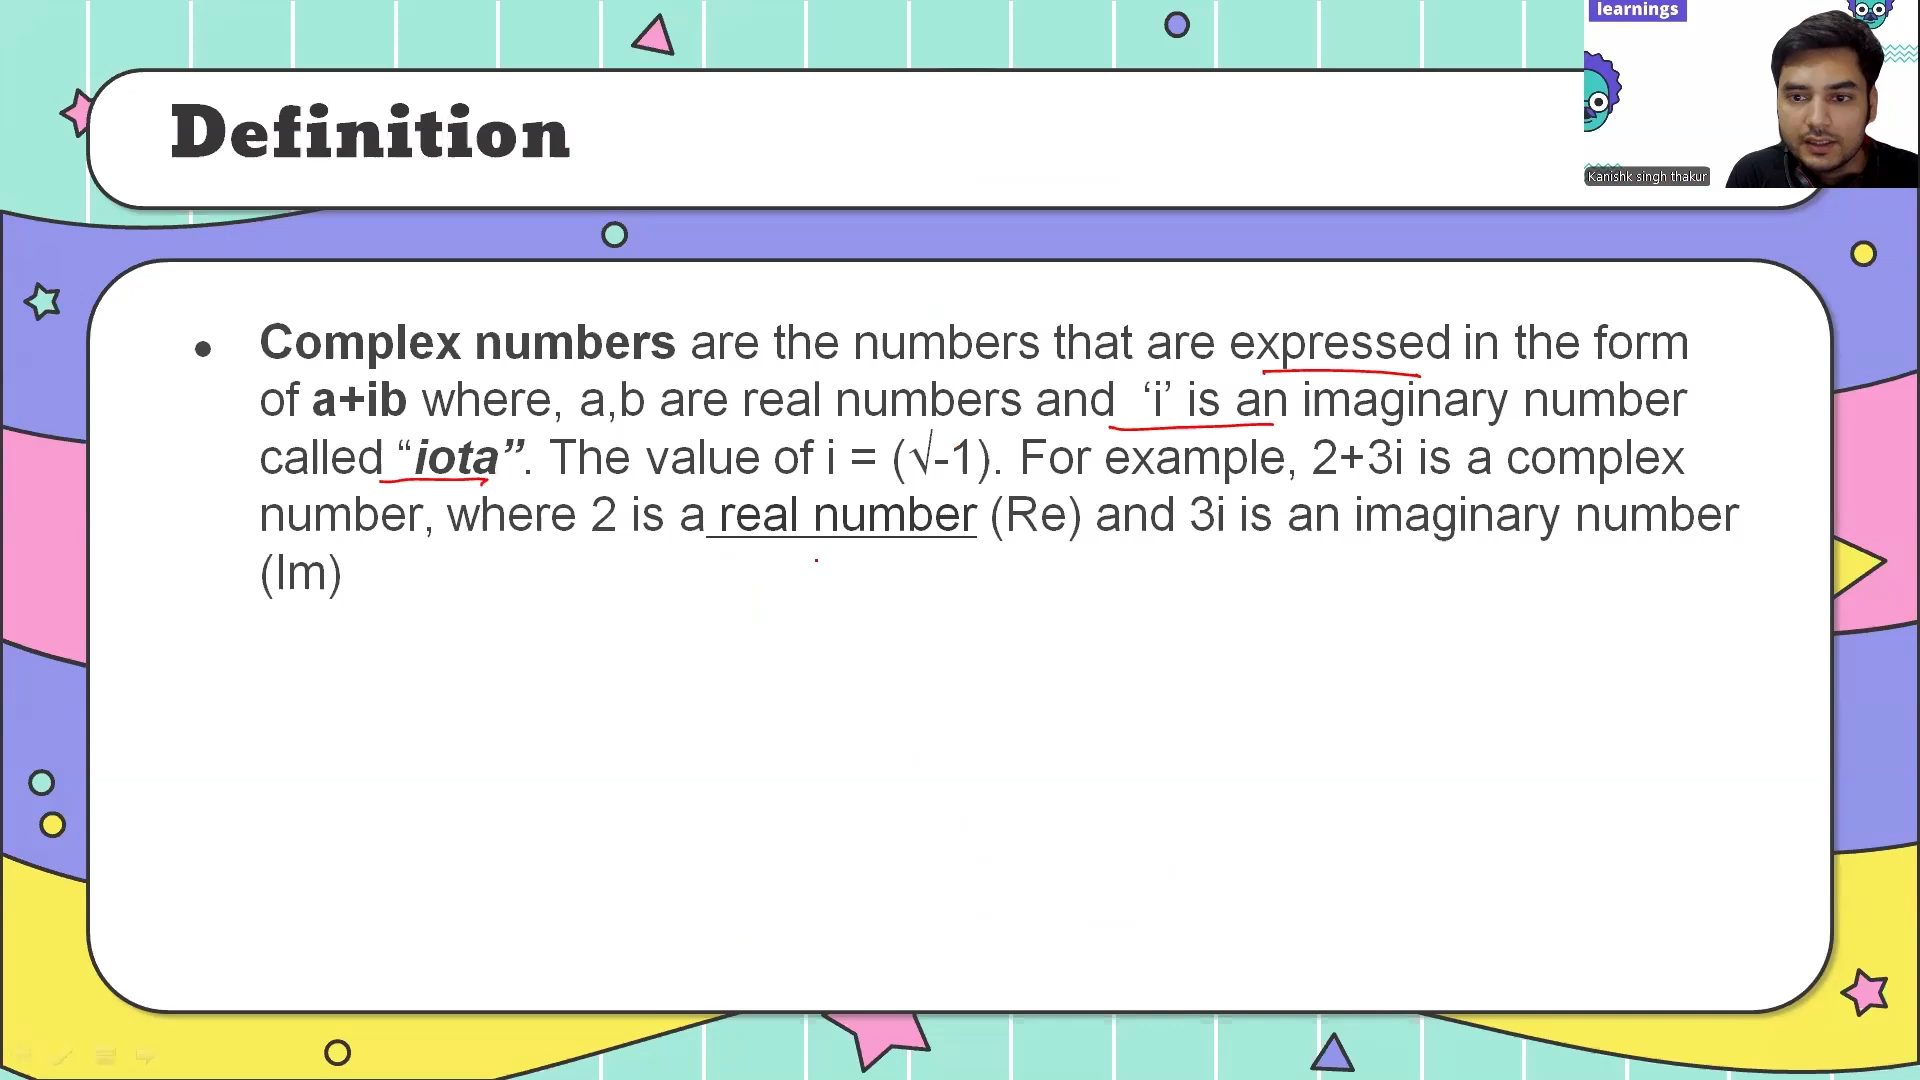 learnings
Kanishk singh thakur
Definition
• Complex numbers are the numbers that are expressed in the form
of a+ib where, a,b are real numbers and ‘i’ is an imaginary number
called “iota”. The value of i = (√-1). For example, 2+3i is a complex
number, where 2 is a real number (Re) and 3i is an imaginary number
(Im)